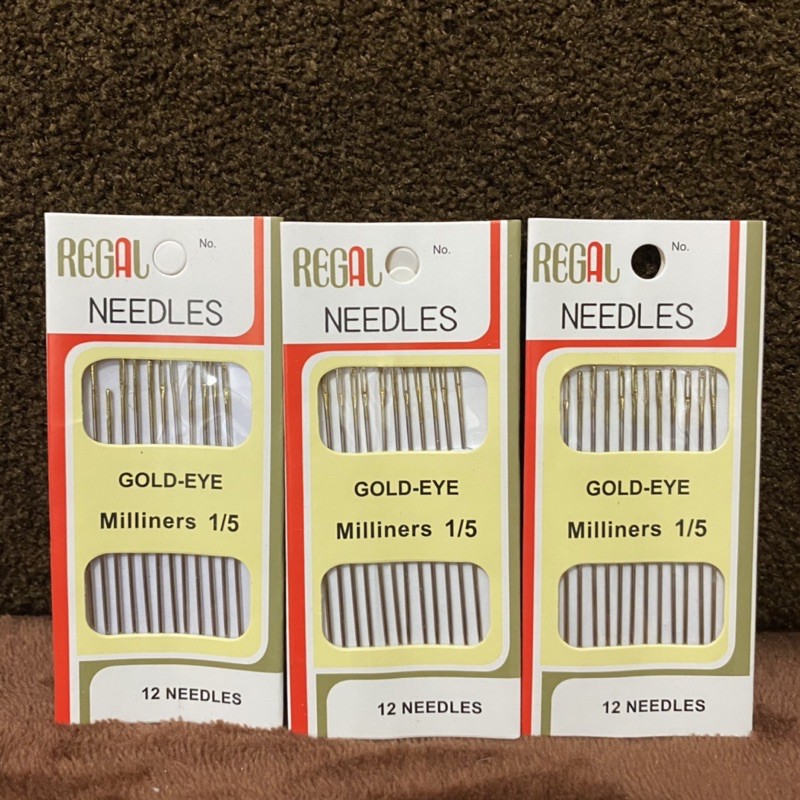 REGAL No.
NEEDLES
GOLD-EYE
Milliners 1/5
12 NEEDLES
REGAL No.
NEEDLES
GOLD-EYE
Milliners 1/5
12 NEEDLES
REGAL No.
NEEDLES
GOLD-EYE
Milliners 1/5
12 NEEDLES